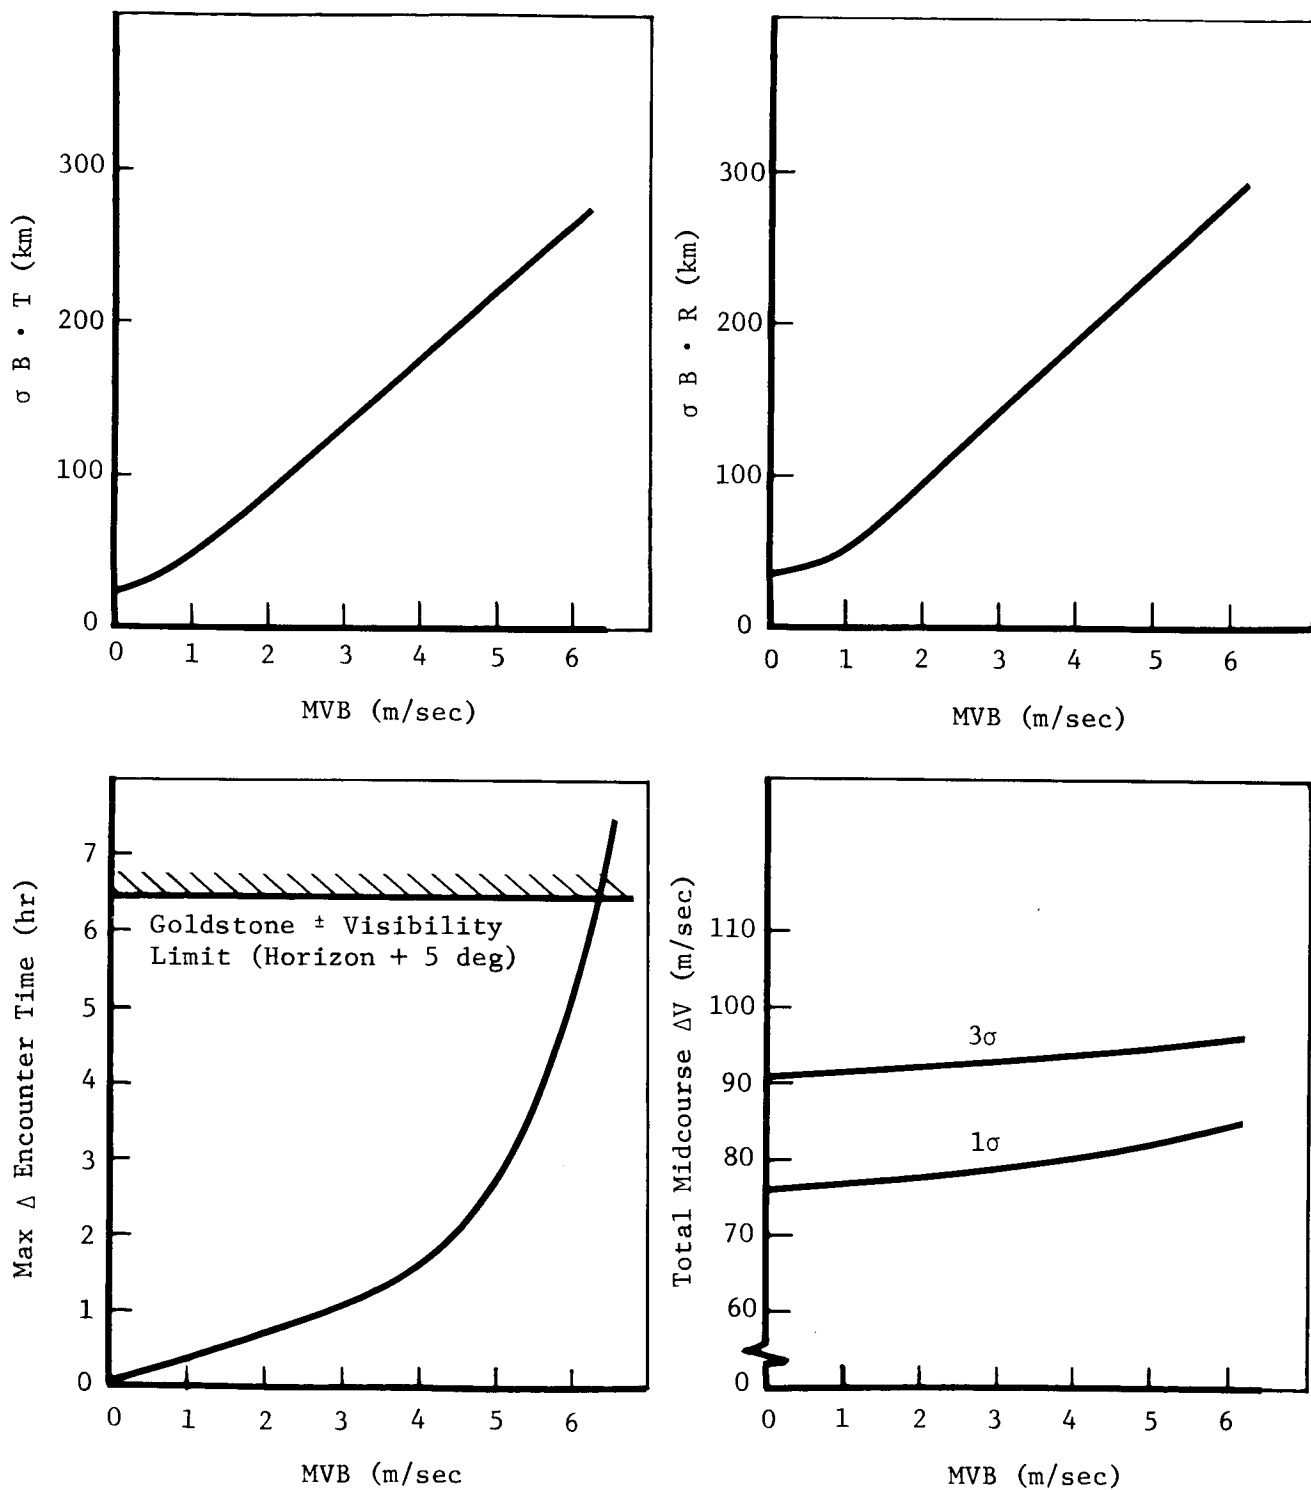 σ B · T (km)
300
200
100
0
0 1 2 3 4 5 6
MVB (m/sec)
σ B · R (km)
300
200
100
0
0 1 2 3 4 5 6
MVB (m/sec)
Max Δ Encounter Time (hr)
7
6
5
4
3
2
1
0
Goldstone ± Visibility
Limit (Horizon + 5 deg)
0 1 2 3 4 5 6
MVB (m/sec
Total Midcourse ΔV (m/sec)
110
100
90
80
70
60
0
3σ
1σ
0 1 2 3 4 5 6
MVB (m/sec)